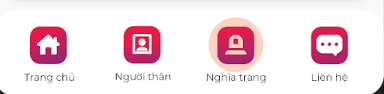 Trang chủ
Người thân
Nghĩa trang
Liên hệ